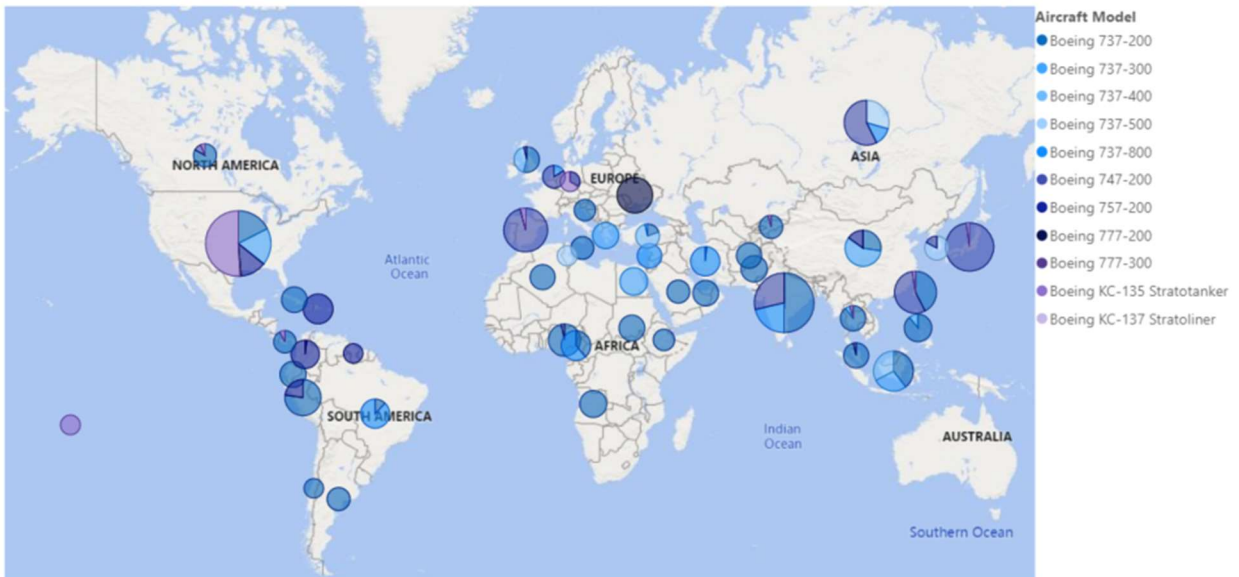 Aircraft Model
Boeing 737-200
Boeing 737-300
Boeing 737-400
Boeing 737-500
Boeing 737-800
Boeing 747-200
Boeing 757-200
Boeing 777-200
Boeing 777-300
Boeing KC-135 Stratotanker
Boeing KC-137 Stratoliner
NORTH AMERICA
ASIA
EUROPE
Atlantic
Ocean
AFRICA
SOUTH AMERICA
Indian
Ocean
AUSTRALIA
Southern Ocean